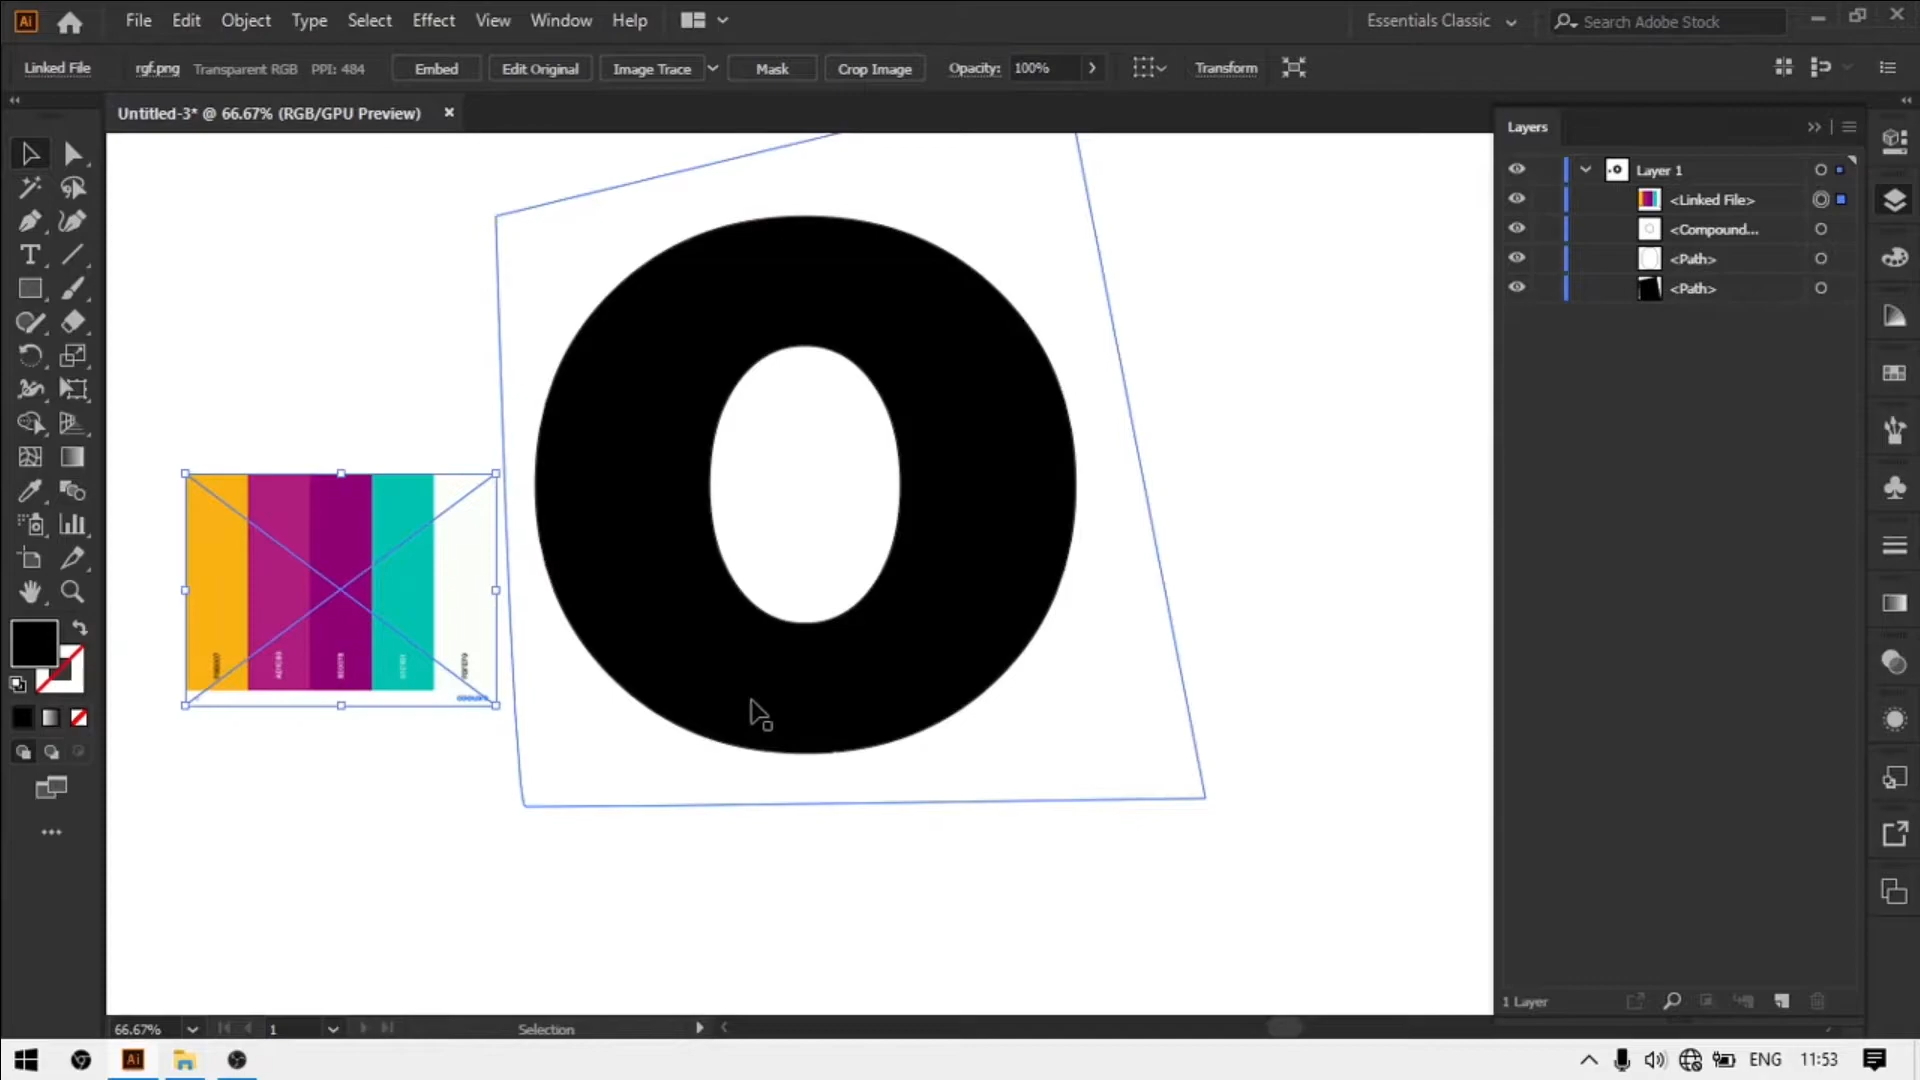 Ai File Edit Object Type Select Effect View Window Help Essentials Classic Search Adobe Stock
Linked File rgf.png Transparent RGB PPI: 484 Embed Edit Original Image Trace Mask Crop Image Opacity: 100% Transform
Untitled-3* @ 66.67% (RGB/GPU Preview)
Layers
Layer 1
<Linked File>
<Compound...
<Path>
<Path>
O
1 Layer
66.67% 1 Selection
Ai ENG 11:53